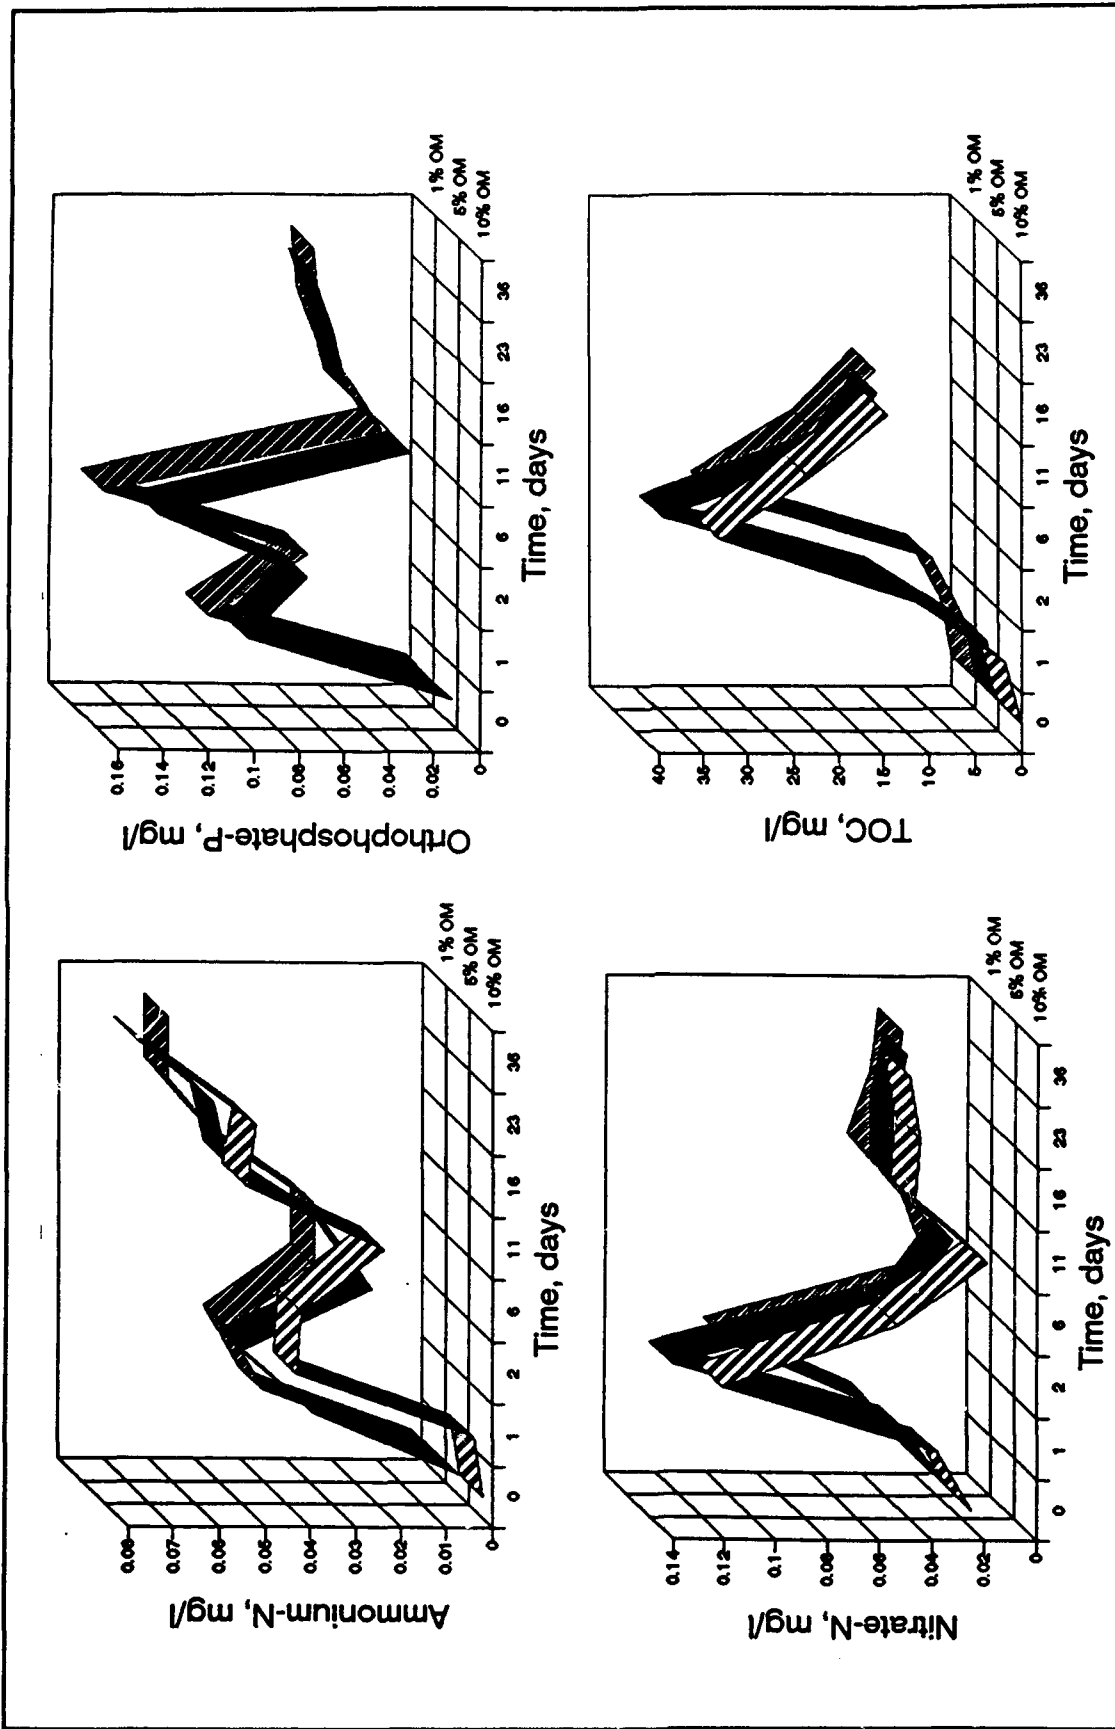 Ammonium-N, mg/l
0.08
0.07
0.06
0.05
0.04
0.03
0.02
0.01
0
0 1 2 6 11 16 23 36
1% OM
5% OM
10% OM
Time, days
Orthophosphate-P, mg/l
0.16
0.14
0.12
0.1
0.08
0.06
0.04
0.02
0
0 1 2 6 11 16 23 36
1% OM
5% OM
10% OM
Time, days
Nitrate-N, mg/l
0.14
0.12
0.1
0.08
0.06
0.04
0.02
0
0 1 2 6 11 16 23 36
1% OM
5% OM
10% OM
Time, days
TOC, mg/l
40
35
30
25
20
15
10
5
0
0 1 2 6 11 16 23 36
1% OM
5% OM
10% OM
Time, days